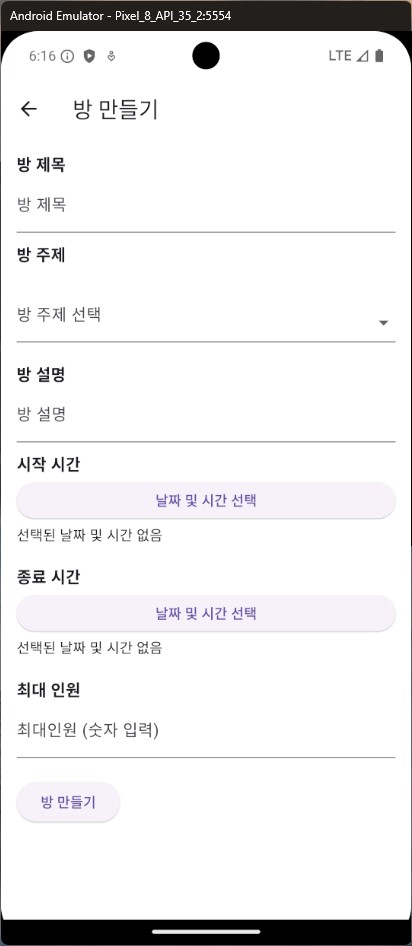 Android Emulator - Pixel_8_API_35_2:5554
6:16
LTE
방 만들기
방 제목
방 제목
방 주제
방 주제 선택
방 설명
방 설명
시작 시간
날짜 및 시간 선택
선택된 날짜 및 시간 없음
종료 시간
날짜 및 시간 선택
선택된 날짜 및 시간 없음
최대 인원
최대인원 (숫자 입력)
방 만들기